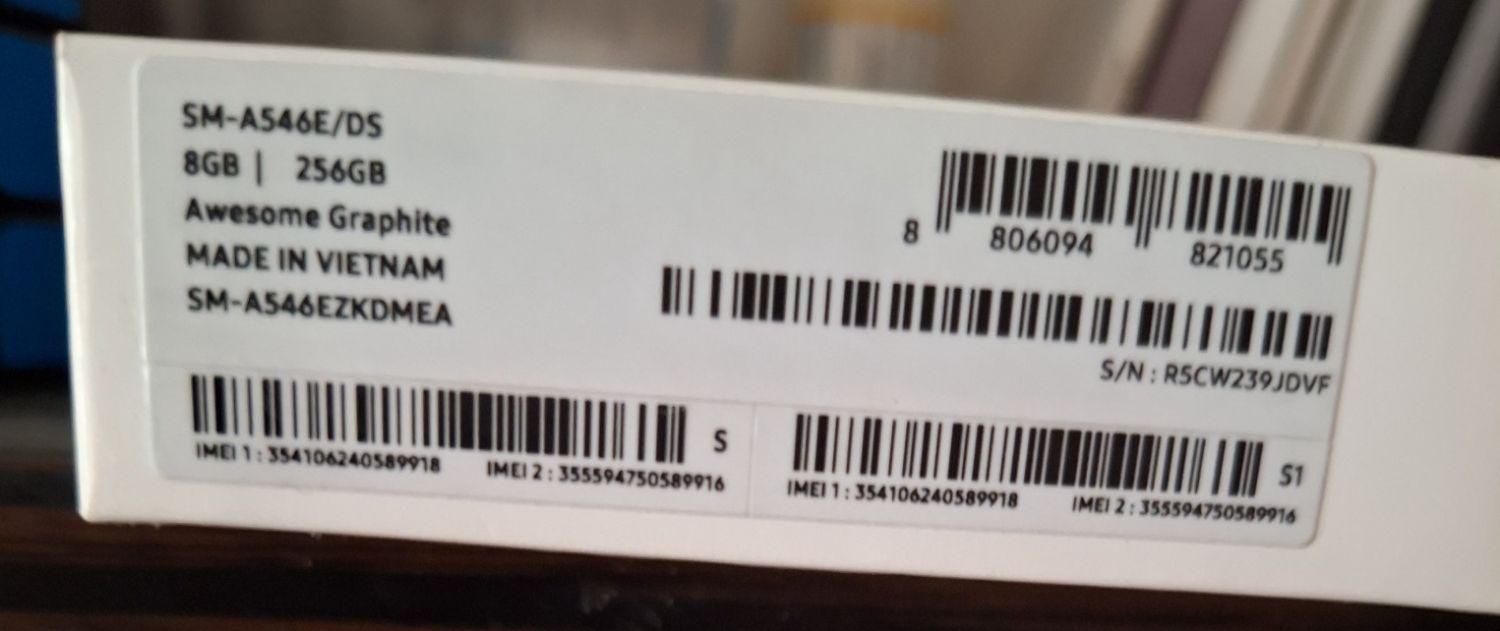 SM-A546E/DS
8GB | 256GB
Awesome Graphite
MADE IN VIETNAM
SM-A546EZKDMEA
8 806094 821055
S/N : R5CW239JDVF
S
IMEI 1 : 354106240589918 IMEI 2 : 355594750589916
S1
IMEI 1 : 354106240589918 IMEI 2 : 355594750589916